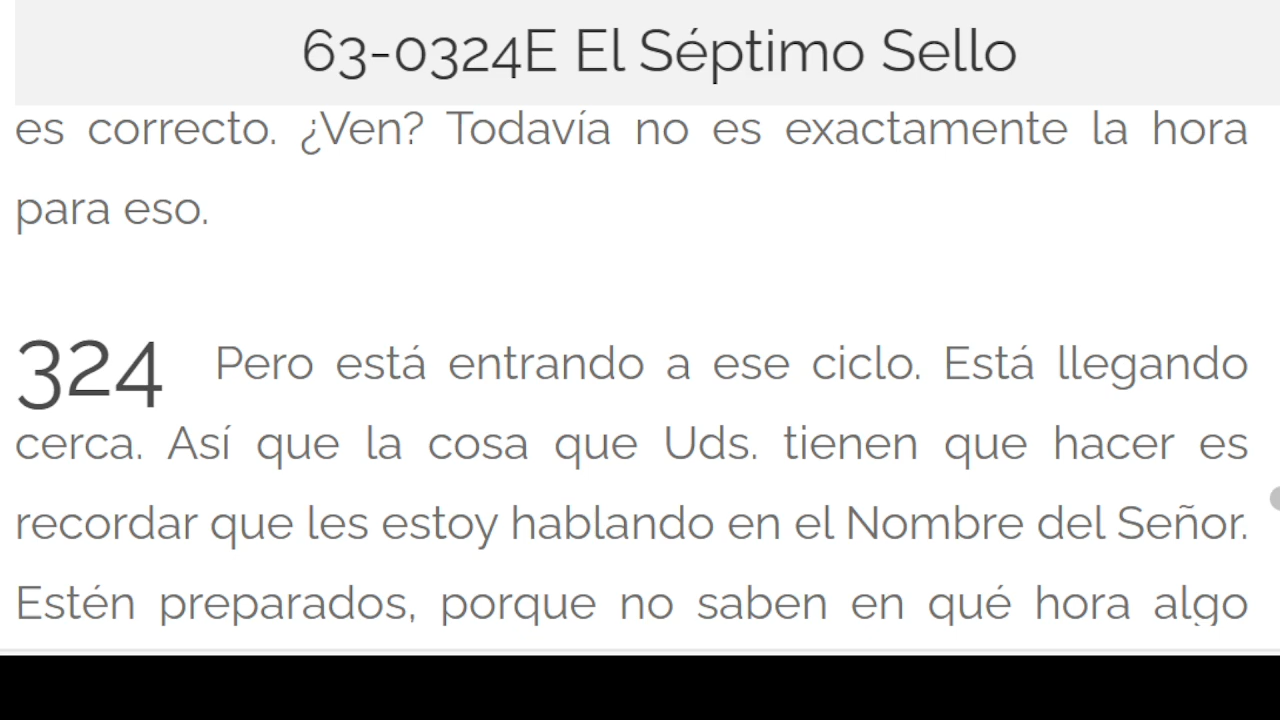 63-0324E El Séptimo Sello
es correcto. ¿Ven? Todavía no es exactamente la hora
para eso.
324 Pero está entrando a ese ciclo. Está llegando
cerca. Así que la cosa que Uds. tienen que hacer es
recordar que les estoy hablando en el Nombre del Señor.
Estén preparados, porque no saben en qué hora algo